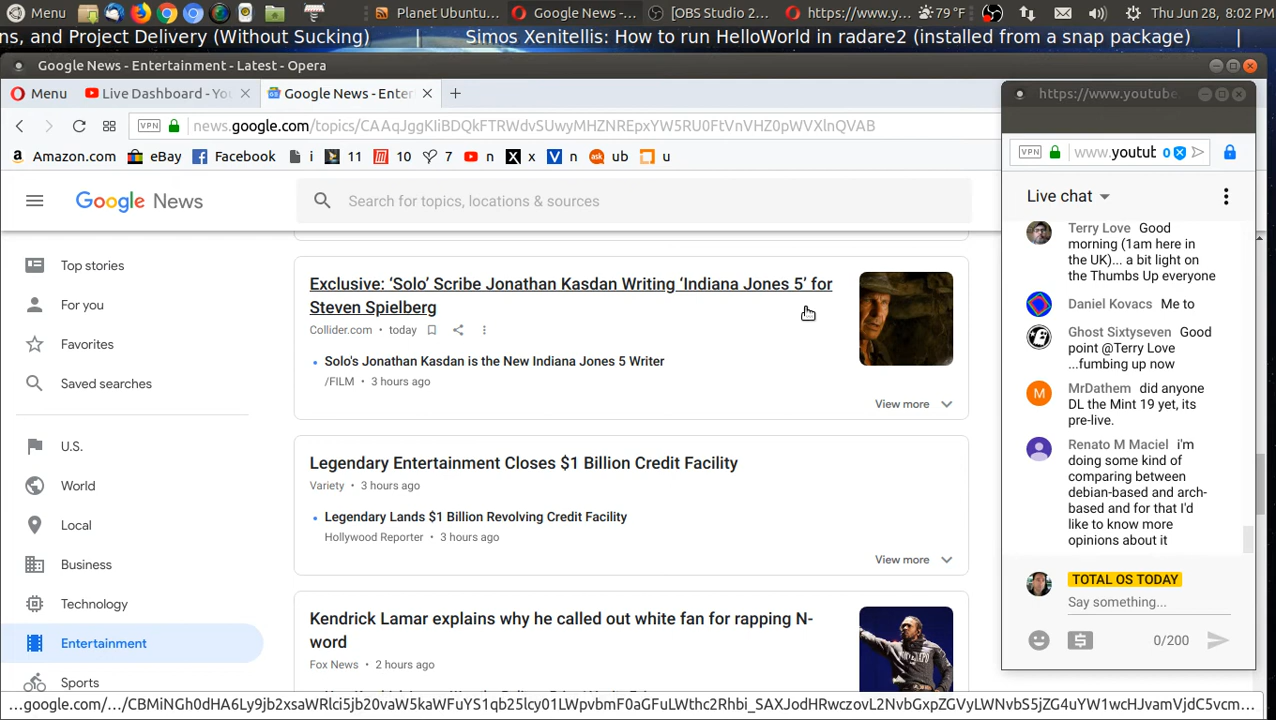 Menu Planet Ubuntu... Google News -... [OBS Studio 2... https://www.y... 79 °F Thu Jun 28, 8:02 PM
ns, and Project Delivery (Without Sucking) | Simos Xenitellis: How to run HelloWorld in radare2 (installed from a snap package) |
Google News - Entertainment - Latest - Opera
Menu Live Dashboard - You Google News - Enter
VPN news.google.com/topics/CAAqJggKIiBDQkFTRWdvSUwyMHZNREpxYW5RU0FtVnVHZ0pWVXlnQVAB
Amazon.com eBay Facebook i 11 10 7 n x n ub u
Google News
Search for topics, locations & sources
Top stories
For you
Favorites
Saved searches
U.S.
World
Local
Business
Technology
Entertainment
Sports
Exclusive: ‘Solo’ Scribe Jonathan Kasdan Writing ‘Indiana Jones 5’ for
Steven Spielberg
Collider.com • today
• Solo's Jonathan Kasdan is the New Indiana Jones 5 Writer
/FILM • 3 hours ago
View more
Legendary Entertainment Closes $1 Billion Credit Facility
Variety • 3 hours ago
• Legendary Lands $1 Billion Revolving Credit Facility
Hollywood Reporter • 3 hours ago
View more
Kendrick Lamar explains why he called out white fan for rapping N-
word
Fox News • 2 hours ago
https://www.youtube.
VPN www.youtub 0
Live chat
Terry Love Good
morning (1am here in
the UK)... a bit light on
the Thumbs Up everyone
Daniel Kovacs Me to
Ghost Sixtyseven Good
point @Terry Love
...fumbing up now
MrDathem did anyone
DL the Mint 19 yet, its
pre-live.
M
Renato M Maciel i'm
doing some kind of
comparing between
debian-based and arch-
based and for that I'd
like to know more
opinions about it
TOTAL OS TODAY
Say something...
0/200